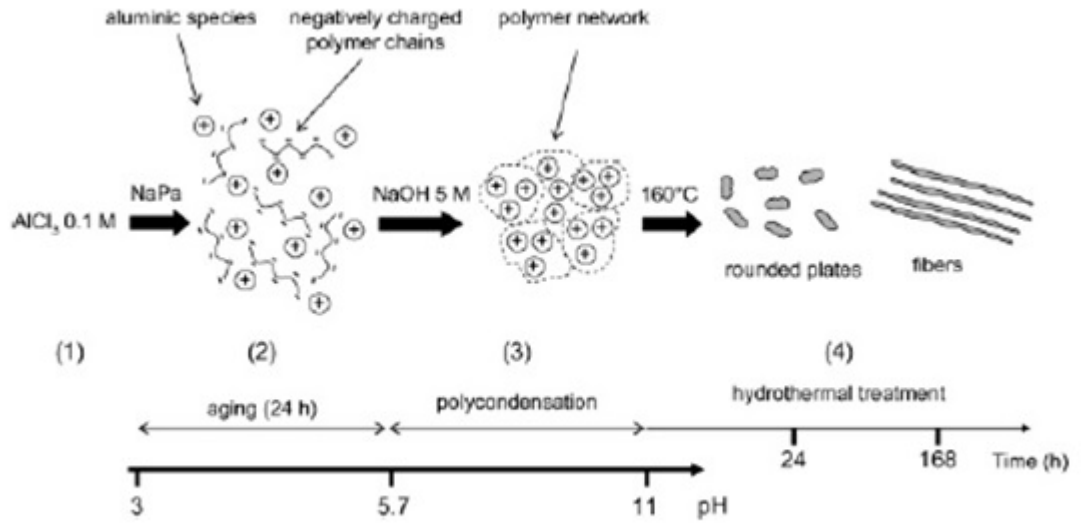 aluminic species
negatively charged
polymer chains
polymer network
AlCl₃ 0.1 M
NaPa
NaOH 5 M
160°C
rounded plates
fibers
(1)
(2)
(3)
(4)
aging (24 h)
polycondensation
hydrothermal treatment
24
168
Time (h)
3
5.7
11
pH